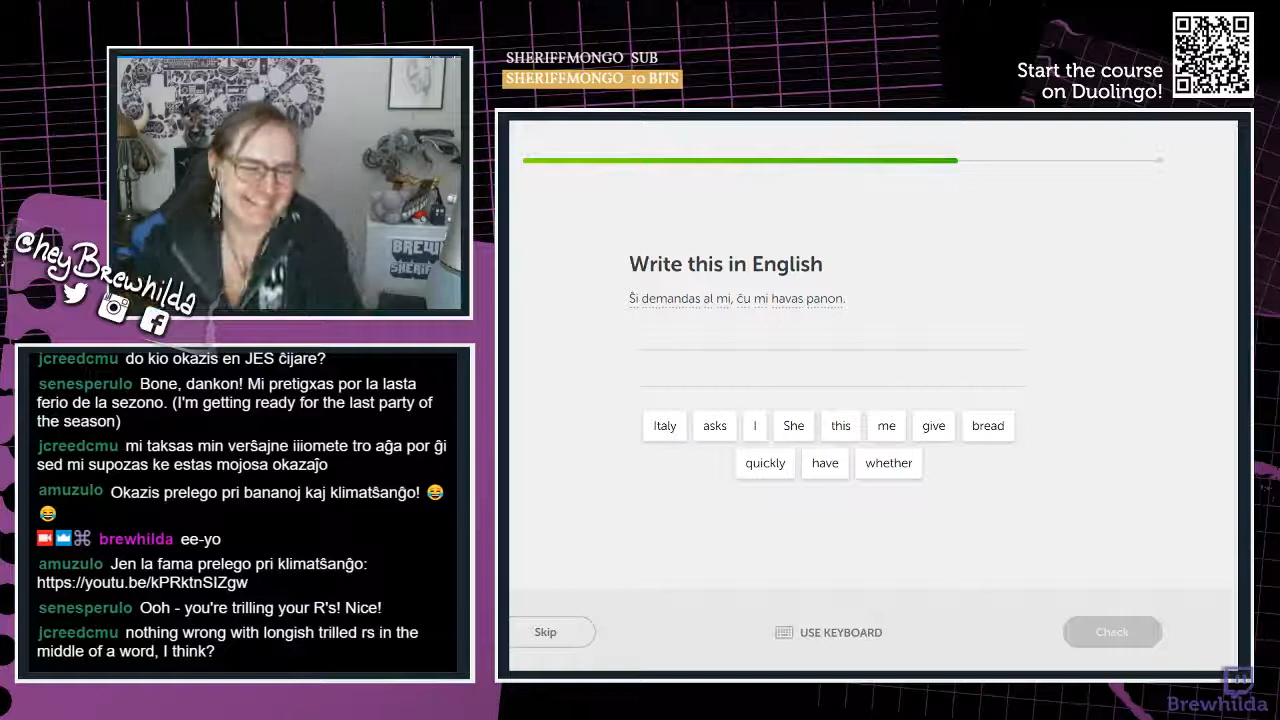 SHERIFFMONGO SUB
SHERIFFMONGO 10 BITS
Start the course
on Duolingo!
@heyBrewhilda
BREW
SHERIF
Write this in English
Ŝi demandas al mi, ĉu mi havas panon.
Italy asks I She this me give bread
quickly have whether
Skip
USE KEYBOARD
Check
jcreedcmu do kio okazis en JES ĉijare?
senesperulo Bone, dankon! Mi pretigxas por la lasta
ferio de la sezono. (I'm getting ready for the last party of
the season)
jcreedcmu mi taksas min verŝajne iiiomete tro aĝa por ĝi
sed mi supozas ke estas mojosa okazaĵo
amuzulo Okazis prelego pri bananoj kaj klimatŝanĝo! 😂
😂
brewhilda ee-yo
amuzulo Jen la fama prelego pri klimatŝanĝo:
https://youtu.be/kPRktnSIZgw
senesperulo Ooh - you're trilling your R's! Nice!
jcreedcmu nothing wrong with longish trilled rs in the
middle of a word, I think?
Brewhilda